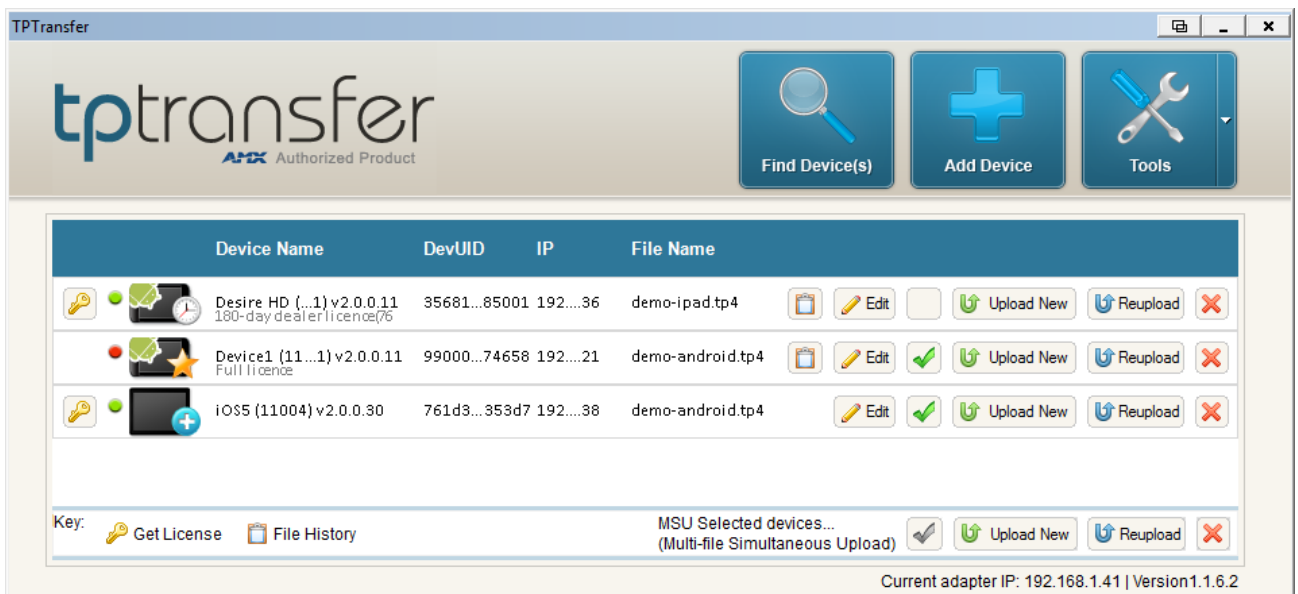 TPTransfer
tptransfer
AMX Authorized Product
Find Device(s)
Add Device
Tools
Device Name DevUID IP File Name
Desire HD (...1) v2.0.0.11 35681...85001 192....36 demo-ipad.tp4 Edit Upload New Reupload
180-day dealer licence(76
Device1 (11...1) v2.0.0.11 99000...74658 192....21 demo-android.tp4 Edit Upload New Reupload
Full licence
iOS5 (11004) v2.0.0.30 761d3...353d7 192....38 demo-android.tp4 Edit Upload New Reupload
Key: Get License File History
MSU Selected devices...
(Multi-file Simultaneous Upload) Upload New Reupload
Current adapter IP: 192.168.1.41 | Version1.1.6.2